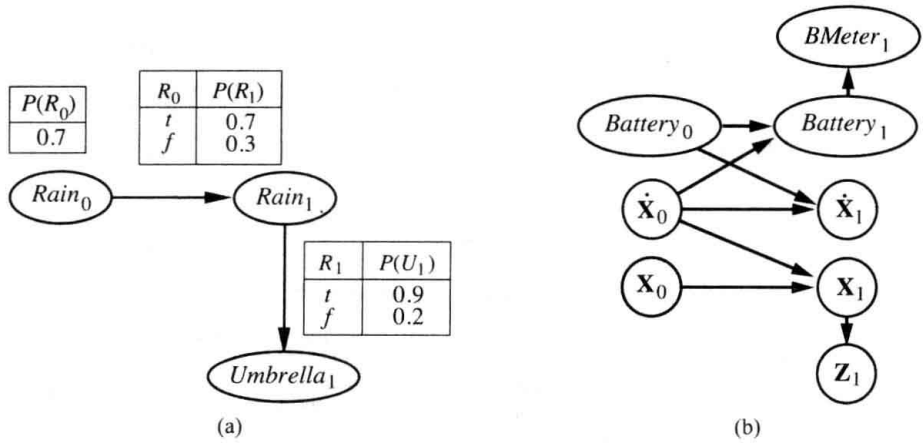 P(R₀)
0.7
R₀ P(R₁)
t 0.7
f 0.3
Rain₀
Rain₁
R₁ P(U₁)
t 0.9
f 0.2
Umbrella₁
(a)
BMeter₁
Battery₀
Battery₁
Ẋ₀
Ẋ₁
X₀
X₁
Z₁
(b)